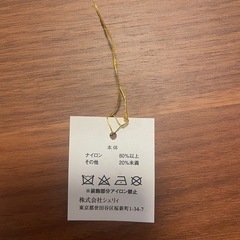 本体
ナイロン 80%以上
その他 20%未満
※装飾部分アイロン禁止
株式会社シェリィ
東京都世田谷区桜新町1-34-7